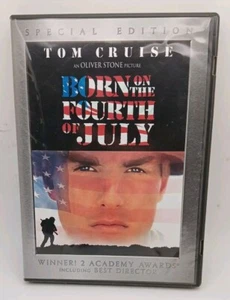 SPECIAL EDITION
TOM CRUISE
AN OLIVER STONE PICTURE
BORN ON THE
FOURTH
OF JULY
WINNER! 2 ACADEMY AWARDS
INCLUDING BEST DIRECTOR